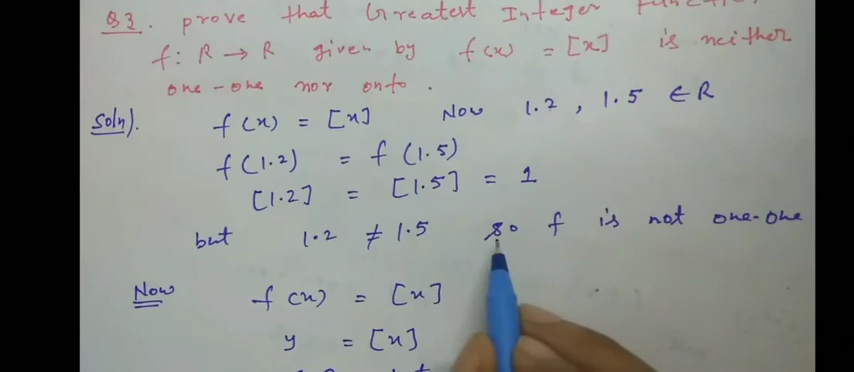 Q3. prove that Greatest Integer Function,
f: R → R given by f(x) = [x] is neither
one-one nor onto.
Soln). f(x) = [x] Now 1.2, 1.5 ∈ R
f(1.2) = f(1.5)
[1.2] = [1.5] = 1
but 1.2 ≠ 1.5 so f is not one-one
Now f(x) = [x]
y = [x]